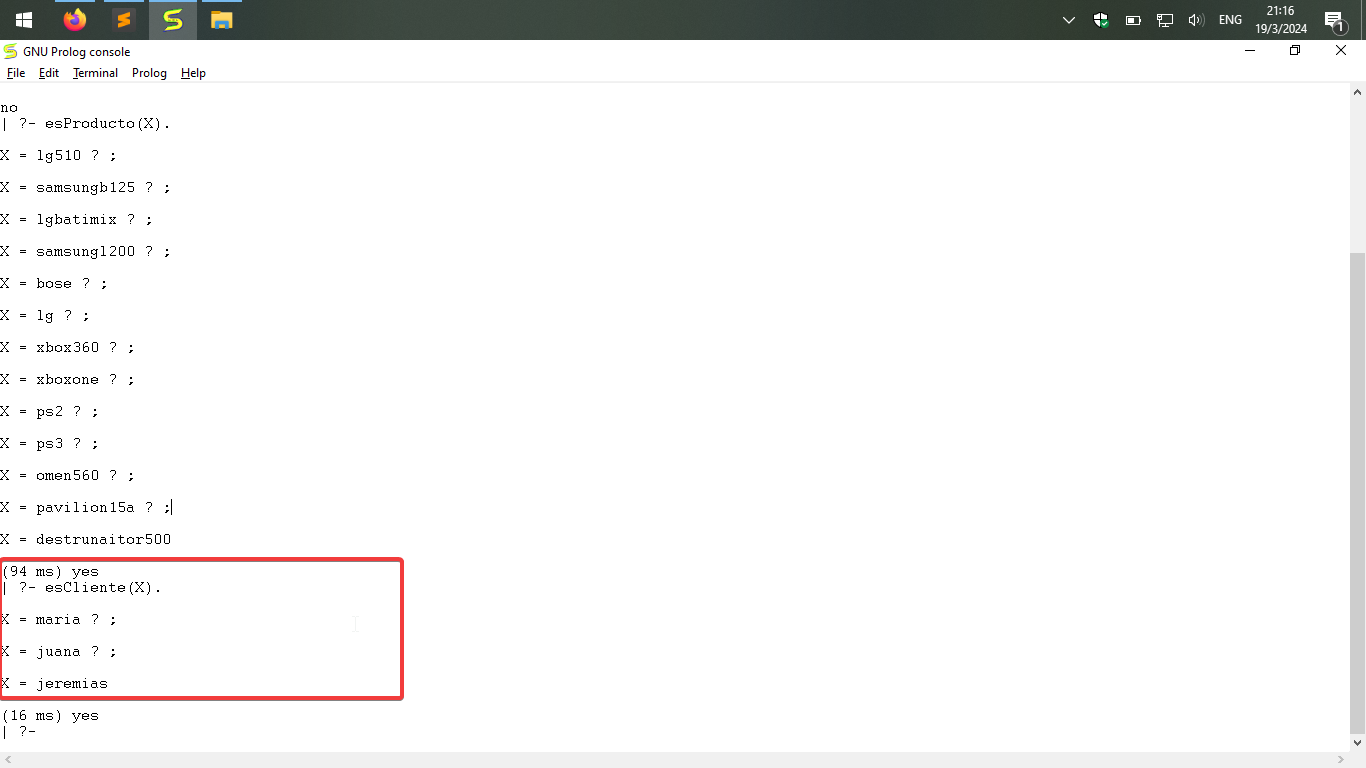 ENG
21:16
19/3/2024
1
GNU Prolog console
File Edit Terminal Prolog Help
no
| ?- esProducto(X).
X = lg510 ? ;
X = samsungb125 ? ;
X = lgbatimix ? ;
X = samsungl200 ? ;
X = bose ? ;
X = lg ? ;
X = xbox360 ? ;
X = xboxone ? ;
X = ps2 ? ;
X = ps3 ? ;
X = omen560 ? ;
X = pavilion15a ? ;
X = destrunaitor500
(94 ms) yes
| ?- esCliente(X).
X = maria ? ;
X = juana ? ;
X = jeremias
(16 ms) yes
| ?-